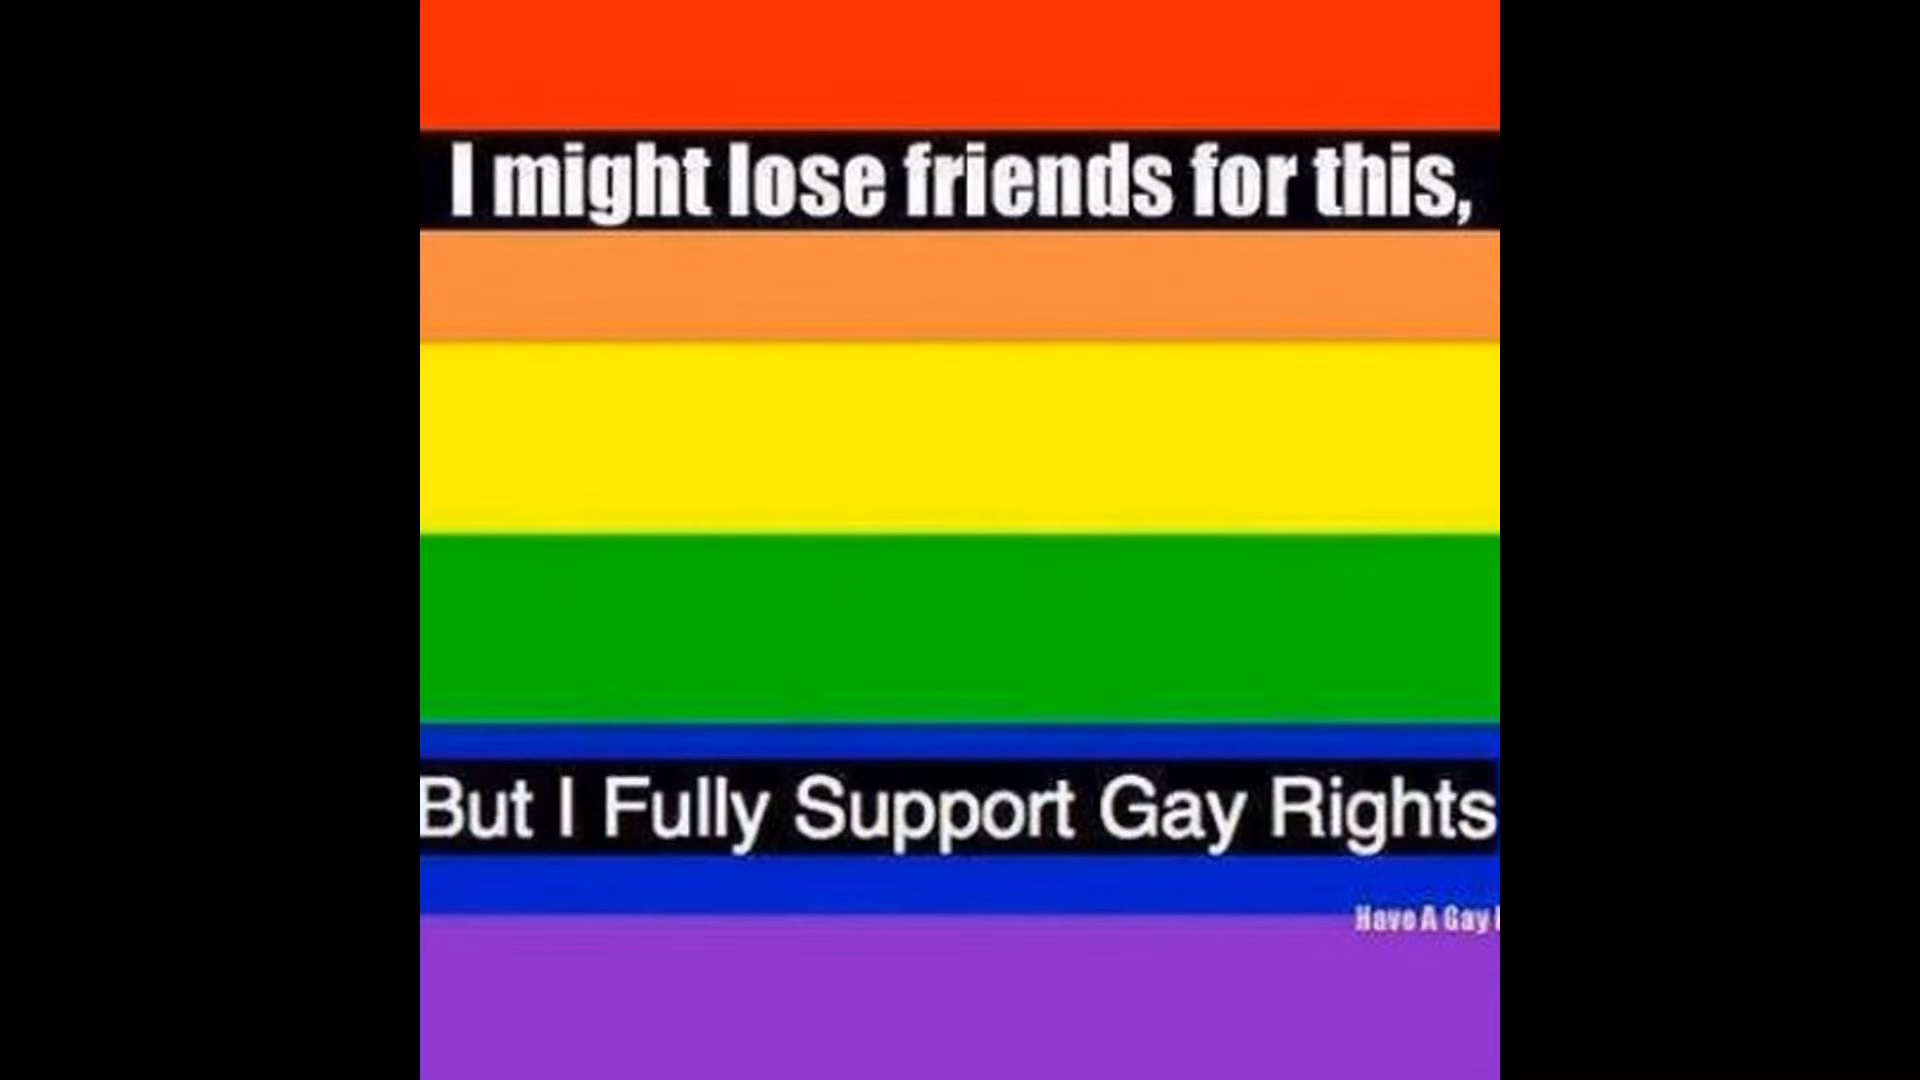 I might lose friends for this,
But I Fully Support Gay Rights
Have A Gay